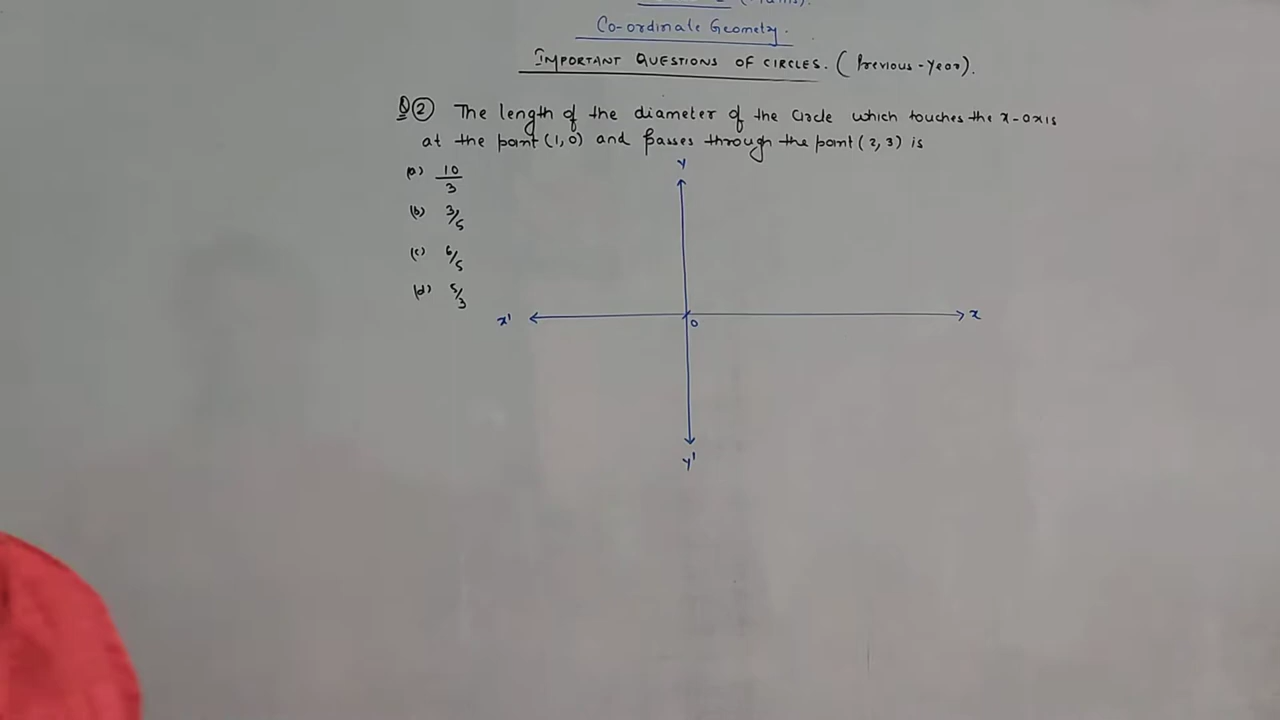 Co-ordinate Geometry.
IMPORTANT QUESTIONS OF CIRCLES. (Previous-Year).
Q② The length of the diameter of the Circle which touches the x-axis
at the point (1,0) and passes through the point (2,3) is
(a) 10/3
(b) 3/5
(c) 6/5
(d) 5/3
Y
x' O x
Y'